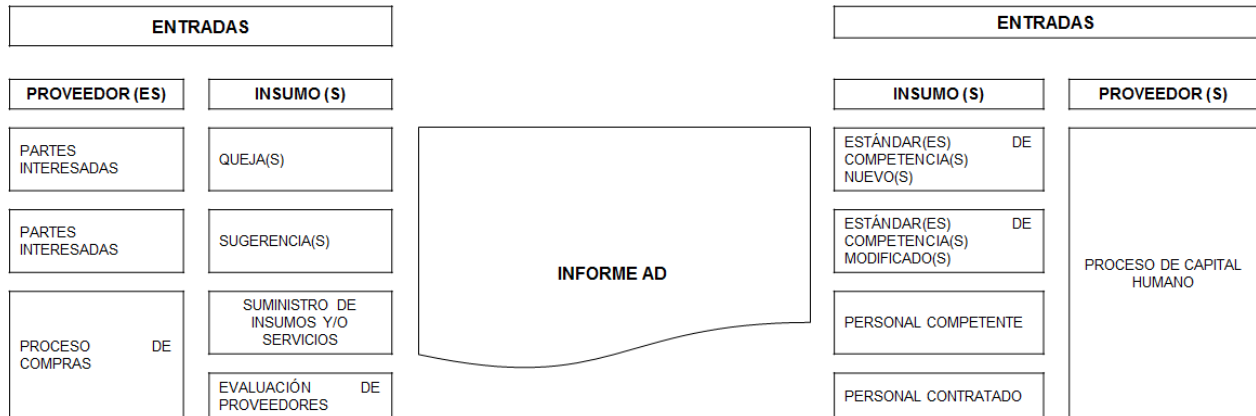 ENTRADAS
ENTRADAS
PROVEEDOR (ES)
INSUMO (S)
INSUMO (S)
PROVEEDOR (S)
PARTES
INTERESADAS
QUEJA(S)
ESTÁNDAR(ES) DE
COMPETENCIA(S)
NUEVO(S)
PARTES
INTERESADAS
SUGERENCIA(S)
ESTÁNDAR(ES) DE
COMPETENCIA(S)
MODIFICADO(S)
INFORME AD
PROCESO DE CAPITAL
HUMANO
PROCESO DE
COMPRAS
SUMINISTRO DE
INSUMOS Y/O
SERVICIOS
PERSONAL COMPETENTE
EVALUACIÓN DE
PROVEEDORES
PERSONAL CONTRATADO